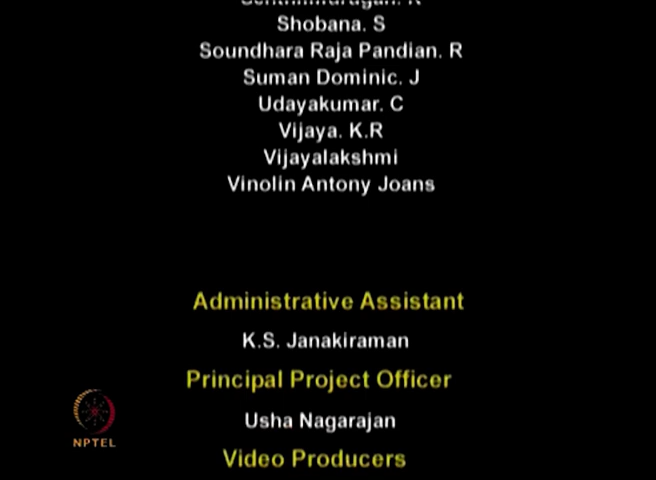 Shobana. S
Soundhara Raja Pandian. R
Suman Dominic. J
Udayakumar. C
Vijaya. K.R
Vijayalakshmi
Vinolin Antony Joans
Administrative Assistant
K.S. Janakiraman
Principal Project Officer
Usha Nagarajan
NPTEL
Video Producers